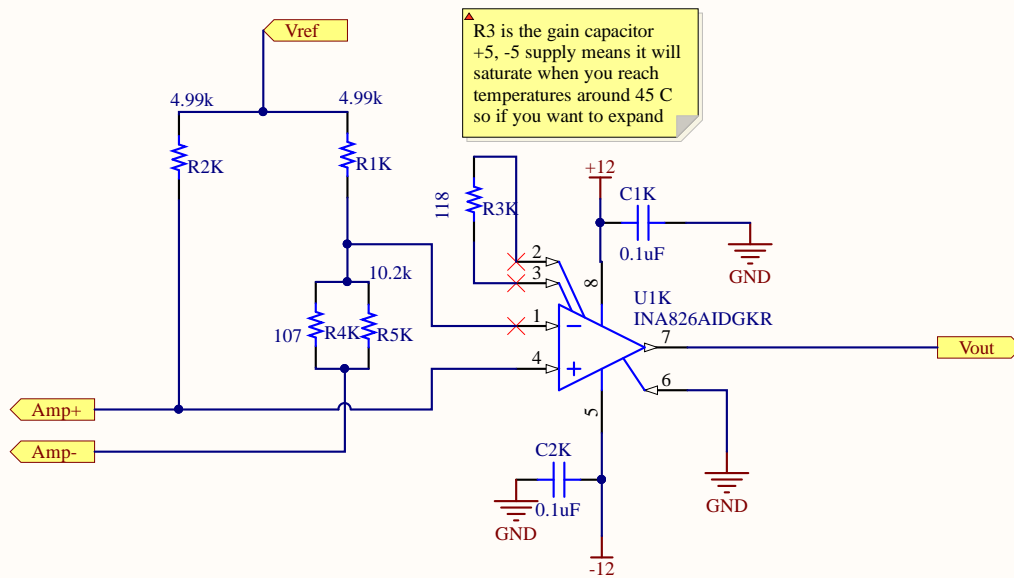 Vref
R3 is the gain capacitor
+5, -5 supply means it will
saturate when you reach
temperatures around 45 C
so if you want to expand
4.99k
4.99k
R2K
R1K
118
R3K
+12
C1K
0.1uF
GND
10.2k
107
R4K
R5K
2
3
1
4
8
5
7
6
U1K
INA826AIDGKR
Vout
Amp+
Amp-
C2K
0.1uF
GND
GND
-12